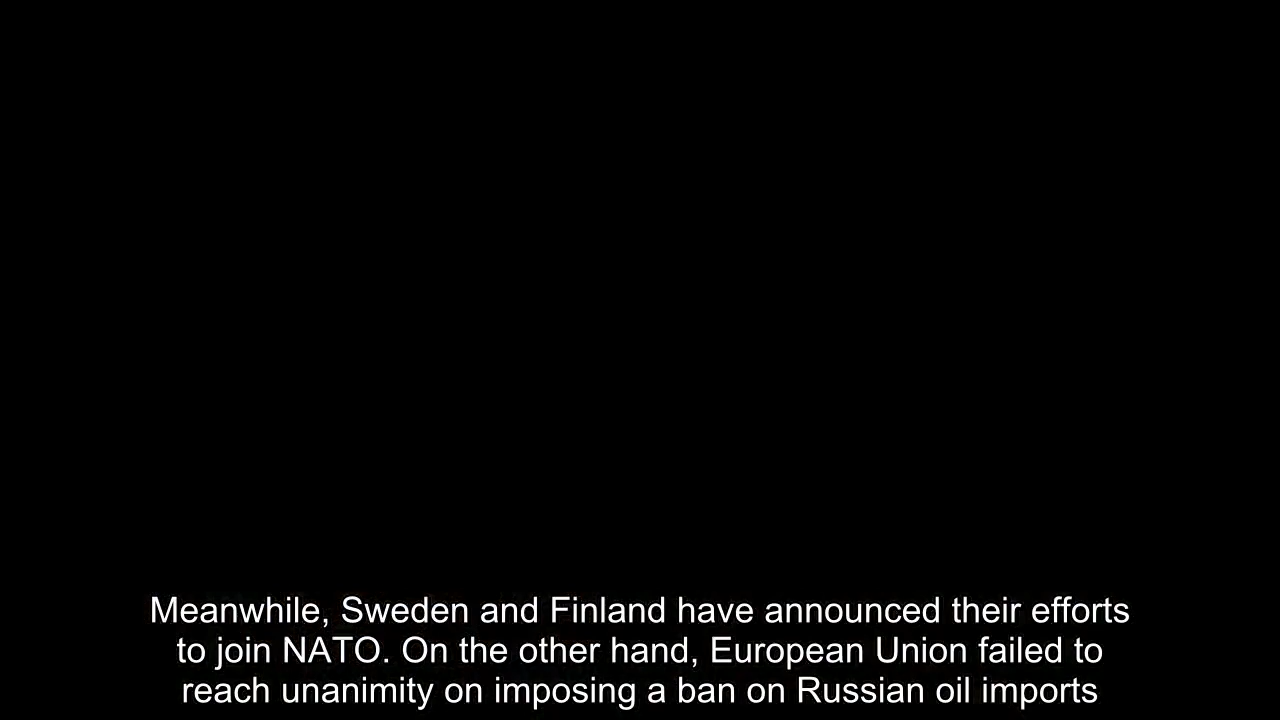 Meanwhile, Sweden and Finland have announced their efforts
to join NATO. On the other hand, European Union failed to
reach unanimity on imposing a ban on Russian oil imports